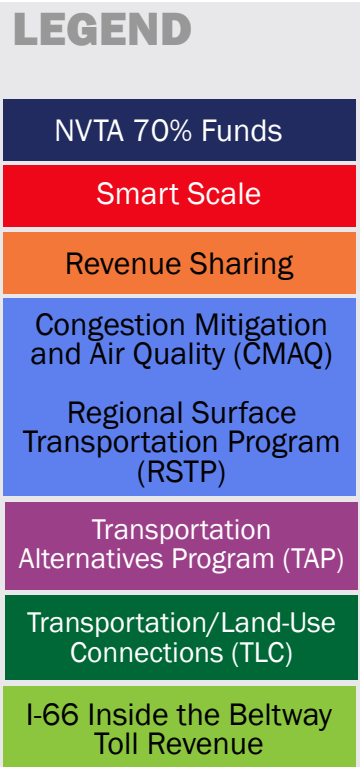 LEGEND
NVTA 70% Funds
Smart Scale
Revenue Sharing
Congestion Mitigation
and Air Quality (CMAQ)
Regional Surface
Transportation Program
(RSTP)
Transportation
Alternatives Program (TAP)
Transportation/Land-Use
Connections (TLC)
I-66 Inside the Beltway
Toll Revenue